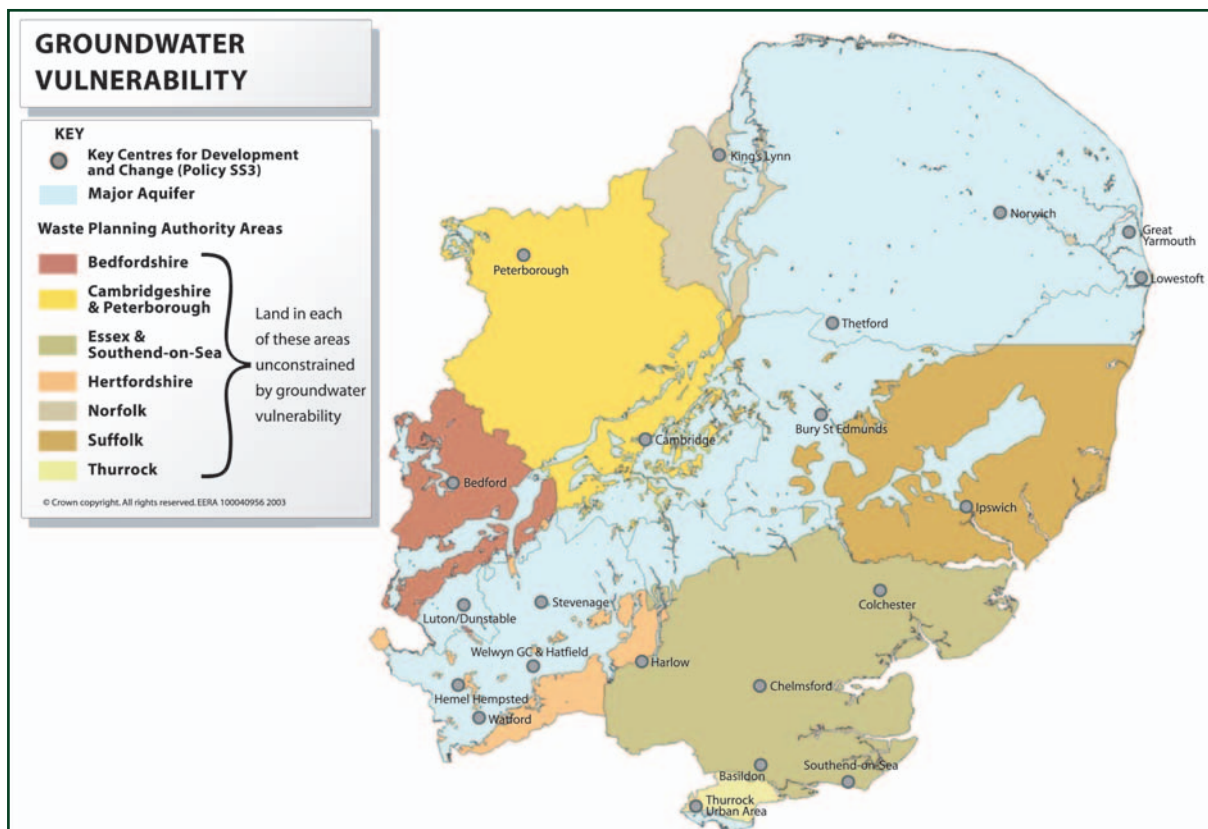 GROUNDWATER
VULNERABILITY
KEY
Key Centres for Development
and Change (Policy SS3)
Major Aquifer
Waste Planning Authority Areas
Bedfordshire
Cambridgeshire
& Peterborough
Essex &
Southend-on-Sea
Hertfordshire
Norfolk
Suffolk
Thurrock
Land in each
of these areas
unconstrained
by groundwater
vulnerability
© Crown copyright. All rights reserved. EERA 100040956 2003
King's Lynn
Norwich
Great
Yarmouth
Peterborough
Lowestoft
Thetford
Bury St Edmunds
Cambridge
Bedford
Ipswich
Colchester
Stevenage
Luton/Dunstable
Welwyn GC & Hatfield
Harlow
Chelmsford
Hemel Hempsted
Watford
Basildon
Southend-on-Sea
Thurrock
Urban Area